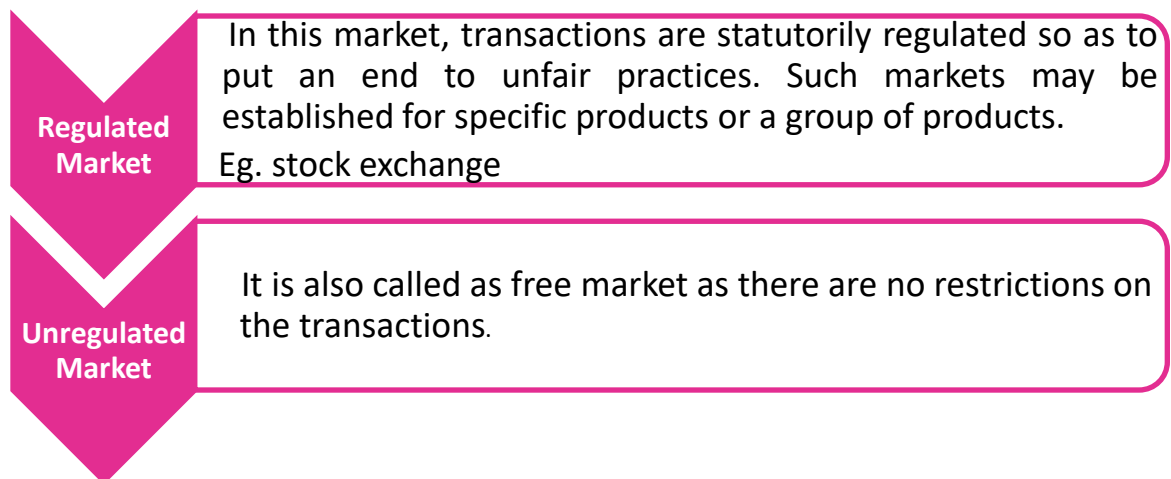 Regulated
Market
In this market, transactions are statutorily regulated so as to
put an end to unfair practices. Such markets may be
established for specific products or a group of products.
Eg. stock exchange
Unregulated
Market
It is also called as free market as there are no restrictions on
the transactions.